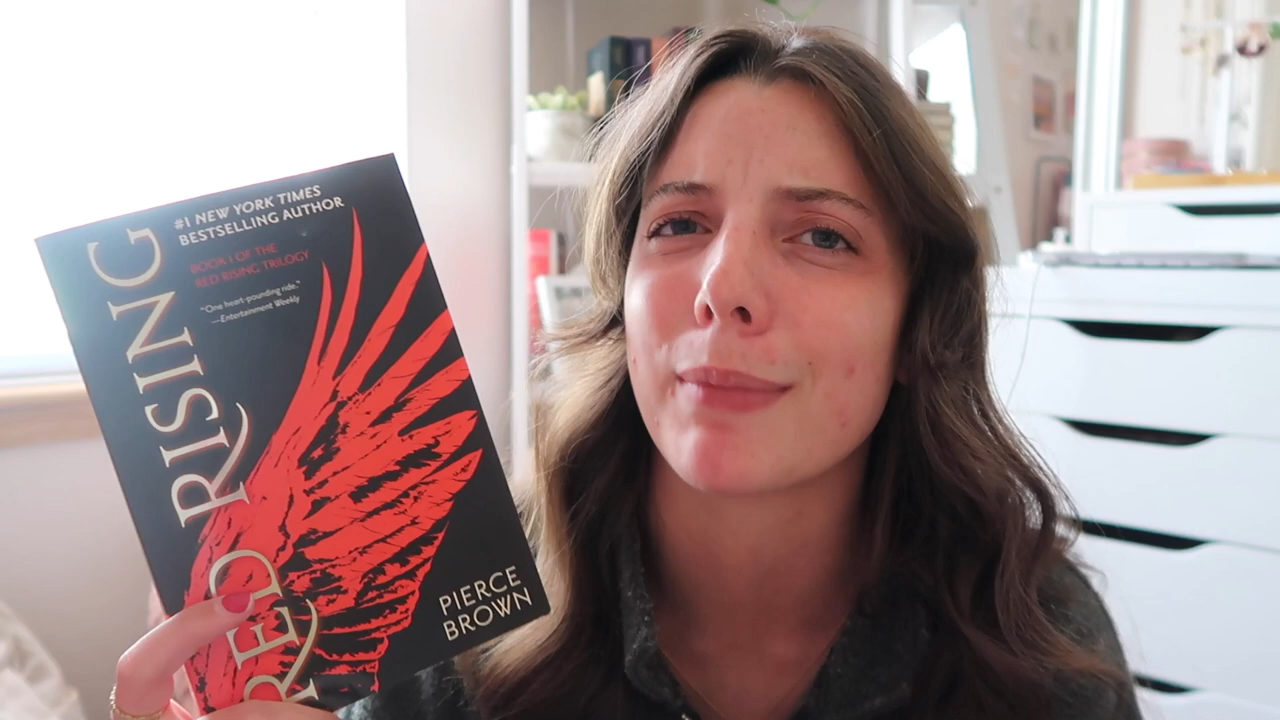 #1 NEW YORK TIMES
BESTSELLING AUTHOR
BOOK I OF THE
RED RISING TRILOGY
"One heart-pounding ride."
—Entertainment Weekly
RED RISING
PIERCE
BROWN